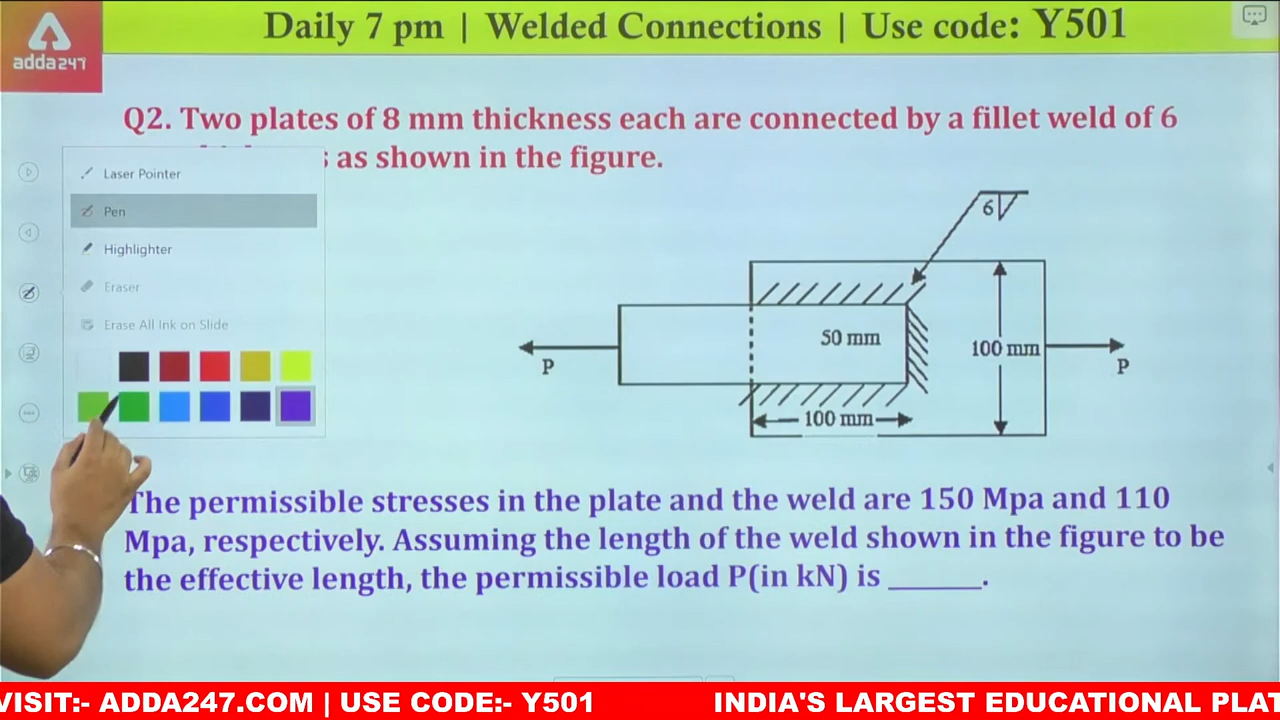 Daily 7 pm | Welded Connections | Use code: Y501
adda247
Q2. Two plates of 8 mm thickness each are connected by a fillet weld of 6
as shown in the figure.
Laser Pointer
Pen
Highlighter
Eraser
Erase All Ink on Slide
6
50 mm
100 mm
P
P
100 mm
The permissible stresses in the plate and the weld are 150 Mpa and 110
Mpa, respectively. Assuming the length of the weld shown in the figure to be
the effective length, the permissible load P(in kN) is ______.
VISIT:- ADDA247.COM | USE CODE:- Y501 INDIA'S LARGEST EDUCATIONAL PLAT